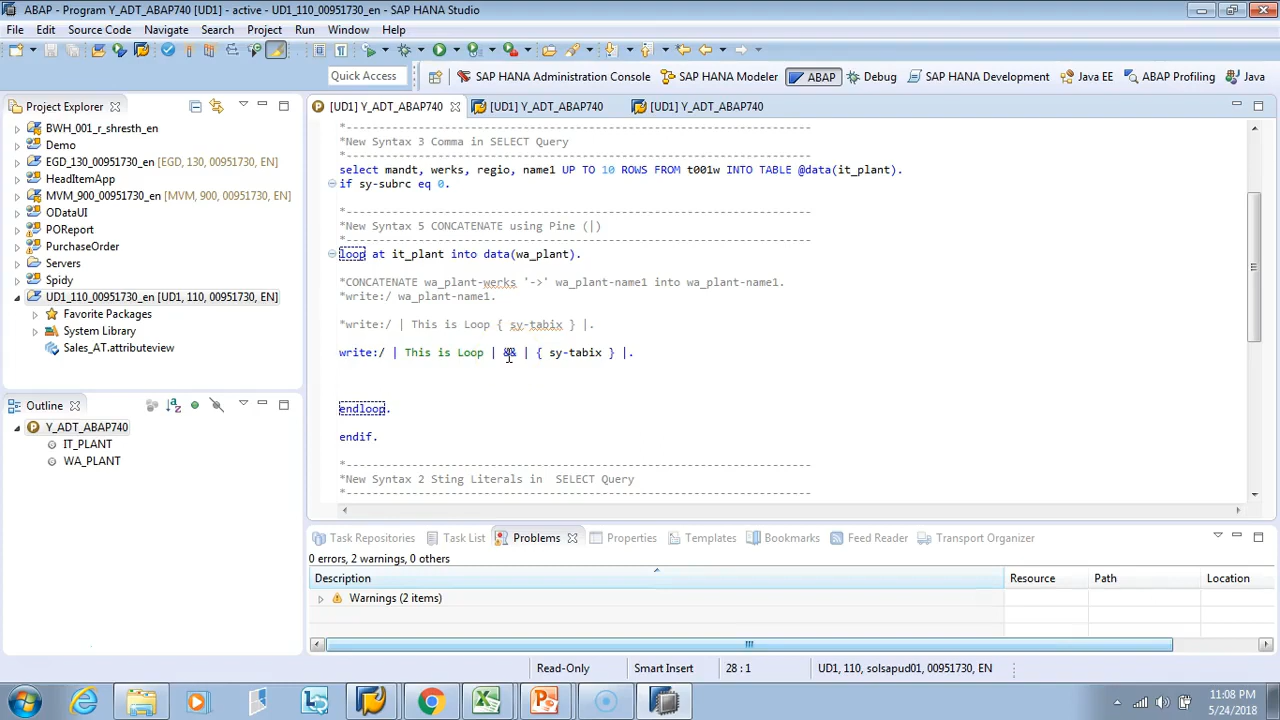 ABAP - Program Y_ADT_ABAP740 [UD1] - active - UD1_110_00951730_en - SAP HANA Studio
File Edit Source Code Navigate Search Project Run Window Help
Quick Access SAP HANA Administration Console SAP HANA Modeler ABAP Debug SAP HANA Development Java EE ABAP Profiling Java
Project Explorer
BWH_001_r_shresth_en
Demo
EGD_130_00951730_en [EGD, 130, 00951730, EN]
HeadItemApp
MVM_900_00951730_en [MVM, 900, 00951730, EN]
ODataUI
POReport
PurchaseOrder
Servers
Spidy
UD1_110_00951730_en [UD1, 110, 00951730, EN]
Favorite Packages
System Library
Sales_AT.attributeview
Outline
Y_ADT_ABAP740
IT_PLANT
WA_PLANT
[UD1] Y_ADT_ABAP740 [UD1] Y_ADT_ABAP740 [UD1] Y_ADT_ABAP740
*------------------------------------------------------------------------
*New Syntax 3 Comma in SELECT Query
*------------------------------------------------------------------------
select mandt, werks, regio, name1 UP TO 10 ROWS FROM t001w INTO TABLE @data(it_plant).
if sy-subrc eq 0.
*------------------------------------------------------------------------
*New Syntax 5 CONCATENATE using Pine (|)
*------------------------------------------------------------------------
loop at it_plant into data(wa_plant).
*CONCATENATE wa_plant-werks '->' wa_plant-name1 into wa_plant-name1.
*write:/ wa_plant-name1.
*write:/ | This is Loop { sy-tabix } |.
write:/ | This is Loop | && | { sy-tabix } |.
endloop.
endif.
*------------------------------------------------------------------------
*New Syntax 2 Sting Literals in  SELECT Query
*------------------------------------------------------------------------
Task Repositories Task List Problems Properties Templates Bookmarks Feed Reader Transport Organizer
0 errors, 2 warnings, 0 others
Description Resource Path Location
Warnings (2 items)
Read-Only Smart Insert 28 : 1 UD1, 110, solsapud01, 00951730, EN
11:08 PM
5/24/2018